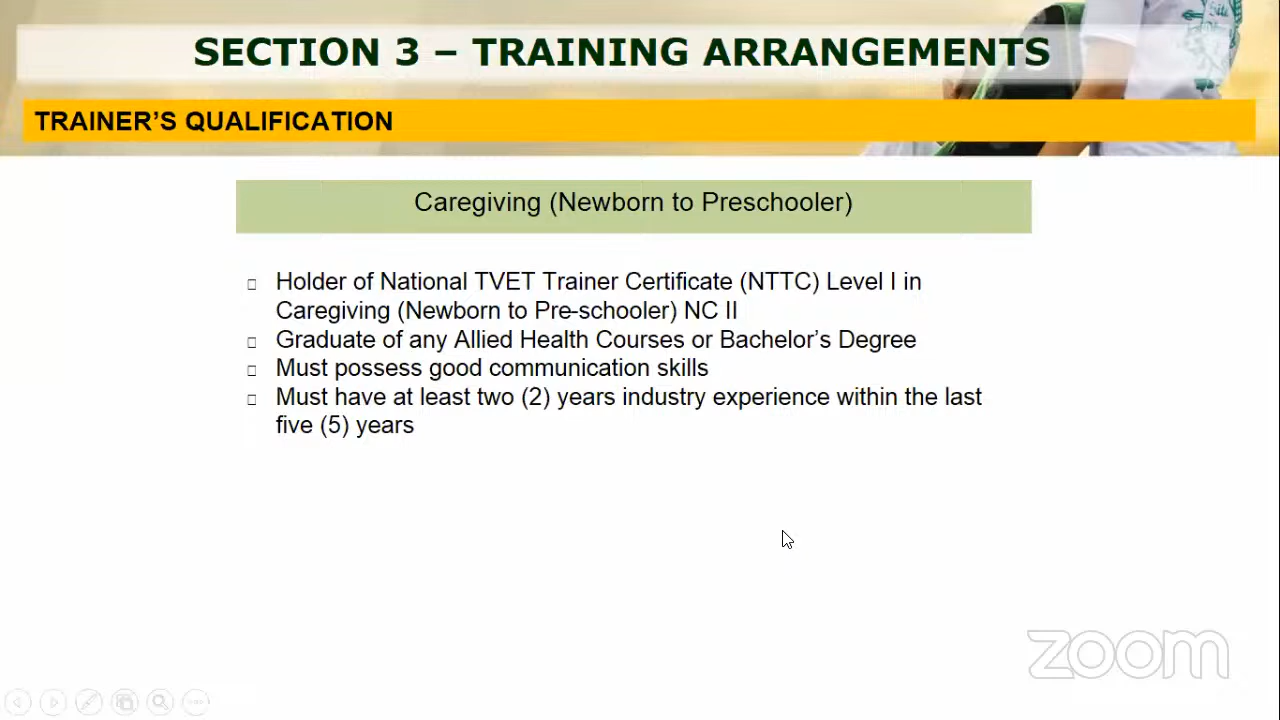 SECTION 3 – TRAINING ARRANGEMENTS
TRAINER’S QUALIFICATION
Caregiving (Newborn to Preschooler)
Holder of National TVET Trainer Certificate (NTTC) Level I in
Caregiving (Newborn to Pre-schooler) NC II
Graduate of any Allied Health Courses or Bachelor’s Degree
Must possess good communication skills
Must have at least two (2) years industry experience within the last
five (5) years
zoom